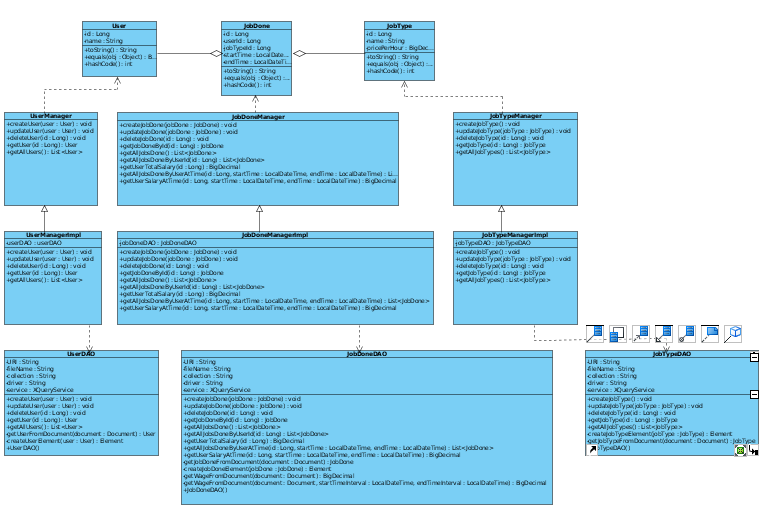 User
-id : Long
-name : String
+toString() : String
+equals(obj : Object) : B...
+hashCode() : int
JobDone
-id : Long
-userId : Long
-jobTypeId : Long
-startTime : LocalDate...
-endTime : LocalDateTi...
+toString() : String
+equals(obj : Object) :...
+hashCode() : int
JobType
-id : Long
-name : String
-pricePerHour : BigDec...
+toString() : String
+equals(obj : Object) :...
+hashCode() : int
UserManager
+createUser(user : User) : void
+updateUser(user : User) : void
+deleteUser(id : Long) : void
+getUser(id : Long) : User
+getAllUsers() : List<User>
JobDoneManager
+createJobDone(jobDone : JobDone) : void
+updateJobDone(jobDone : JobDone) : void
+deleteJobDone(id : Long) : void
+getJobDoneById(id : Long) : JobDone
+getAllJobsDone() : List<JobDone>
+getAllJobsDoneByUserId(id : Long) : List<JobDone>
+getUserTotalSalary(id : Long) : BigDecimal
+getAllJobsDoneByUserAtTime(id : Long, startTime : LocalDateTime, endTime : LocalDateTime) : Li...
+getUserSalaryAtTime(id : Long, startTime : LocalDateTime, endTime : LocalDateTime) : BigDecimal
JobTypeManager
+createJobType() : void
+updateJobType(jobType : JobType) : void
+deleteJobType(id : Long) : void
+getJobType(id : Long) : JobType
+getAllJobTypes() : List<JobType>
UserManagerImpl
-userDAO : userDAO
+createUser(user : User) : void
+updateUser(user : User) : void
+deleteUser(id : Long) : void
+getUser(id : Long) : User
+getAllUsers() : List<User>
JobDoneManagerImpl
-jobDoneDAO : JobDoneDAO
+createJobDone(jobDone : JobDone) : void
+updateJobDone(jobDone : JobDone) : void
+deleteJobDone(id : Long) : void
+getJobDoneById(id : Long) : JobDone
+getAllJobsDone() : List<JobDone>
+getAllJobsDoneByUserId(id : Long) : List<JobDone>
+getUserTotalSalary(id : Long) : BigDecimal
+getAllJobsDoneByUserAtTime(id : Long, startTime : LocalDateTime, endTime : LocalDateTime) : List<JobDone>
+getUserSalaryAtTime(id : Long, startTime : LocalDateTime, endTime : LocalDateTime) : BigDecimal
JobTypeManagerImpl
-jobTypeDAO : JobTypeDAO
+createJobType() : void
+updateJobType(jobType : JobType) : void
+deleteJobType(id : Long) : void
+getJobType(id : Long) : JobType
+getAllJobTypes() : List<JobType>
UserDAO
-URI : String
-fileName : String
-collection : String
-driver : String
-service : XQueryService
+createUser(user : User) : void
+updateUser(user : User) : void
+deleteUser(id : Long) : void
+getUser(id : Long) : User
+getAllUsers() : List<User>
-getUserFromDocument(document : Document) : User
-createUserElement(user : User) : Element
+UserDAO()
JobDoneDAO
-URI : String
-fileName : String
-collection : String
-driver : String
-service : XQueryService
+createJobDone(jobDone : JobDone) : void
+updateJobDone(jobDone : JobDone) : void
+deleteJobDone(id : Long) : void
+getJobDone(id : Long) : JobDone
+getAllJobsDone() : List<JobDone>
+getAllJobsDoneByUserId(id : Long) : List<JobDone>
+getUserTotalSalary(id : Long) : BigDecimal
+getAllJobsDoneByUserAtTime(id : Long, startTime : LocalDateTime, endTime : LocalDateTime) : List<JobDone>
+getUserSalaryAtTime(id : Long, startTime : LocalDateTime, endTime : LocalDateTime) : BigDecimal
-getJobDoneFromDocument(document : Document) : JobDone
-createJobDoneElement(jobDone : JobDone) : Element
-getWageFromDocument(document : Document) : BigDecimal
-getWageFromDocument(document : Document, startTimeInterval : LocalDateTime, endTimeInterval : LocalDateTime) : BigDecimal
+JobDoneDAO()
JobTypeDAO
-URI : String
-fileName : String
-collection : String
-driver : String
-service : XQueryService
+createJobType() : void
+updateJobType(jobType : JobType) : void
+deleteJobType(id : Long) : void
+getJobType(id : Long) : JobType
+getAllJobTypes() : List<JobType>
-createJobTypeElement(jobType : JobType) : Element
-getJobTypeFromDocument(document : Document) : JobType
bTypeDAO()